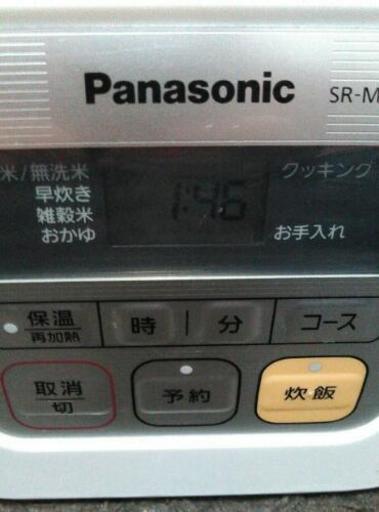 Panasonic SR-M
米/無洗米
早炊き
雑穀米
おかゆ
1:46
クッキング
お手入れ
保温
再加熱
時 | 分
コース
取消
切
予約
炊飯